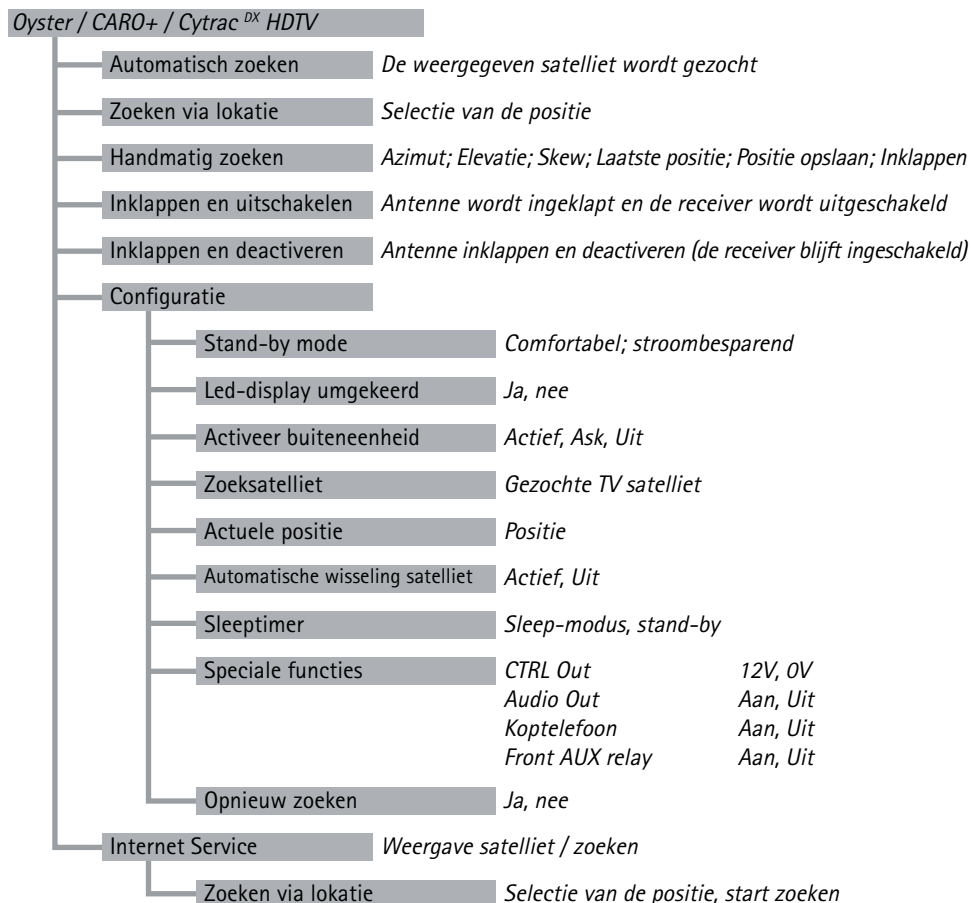 Oyster / CARO+ / Cytrac DX HDTV
Automatisch zoeken De weergegeven satelliet wordt gezocht
Zoeken via lokatie Selectie van de positie
Handmatig zoeken Azimut; Elevatie; Skew; Laatste positie; Positie opslaan; Inklappen
Inklappen en uitschakelen Antenne wordt ingeklapt en de receiver wordt uitgeschakeld
Inklappen en deactiveren Antenne inklappen en deactiveren (de receiver blijft ingeschakeld)
Configuratie
Stand-by mode Comfortabel; stroombesparend
Led-display umgekeerd Ja, nee
Activeer buiteneenheid Actief, Ask, Uit
Zoeksatelliet Gezochte TV satelliet
Actuele positie Positie
Automatische wisseling satelliet Actief, Uit
Sleeptimer Sleep-modus, stand-by
Speciale functies CTRL Out 12V, 0V
Audio Out Aan, Uit
Koptelefoon Aan, Uit
Front AUX relay Aan, Uit
Opnieuw zoeken Ja, nee
Internet Service Weergave satelliet / zoeken
Zoeken via lokatie Selectie van de positie, start zoeken